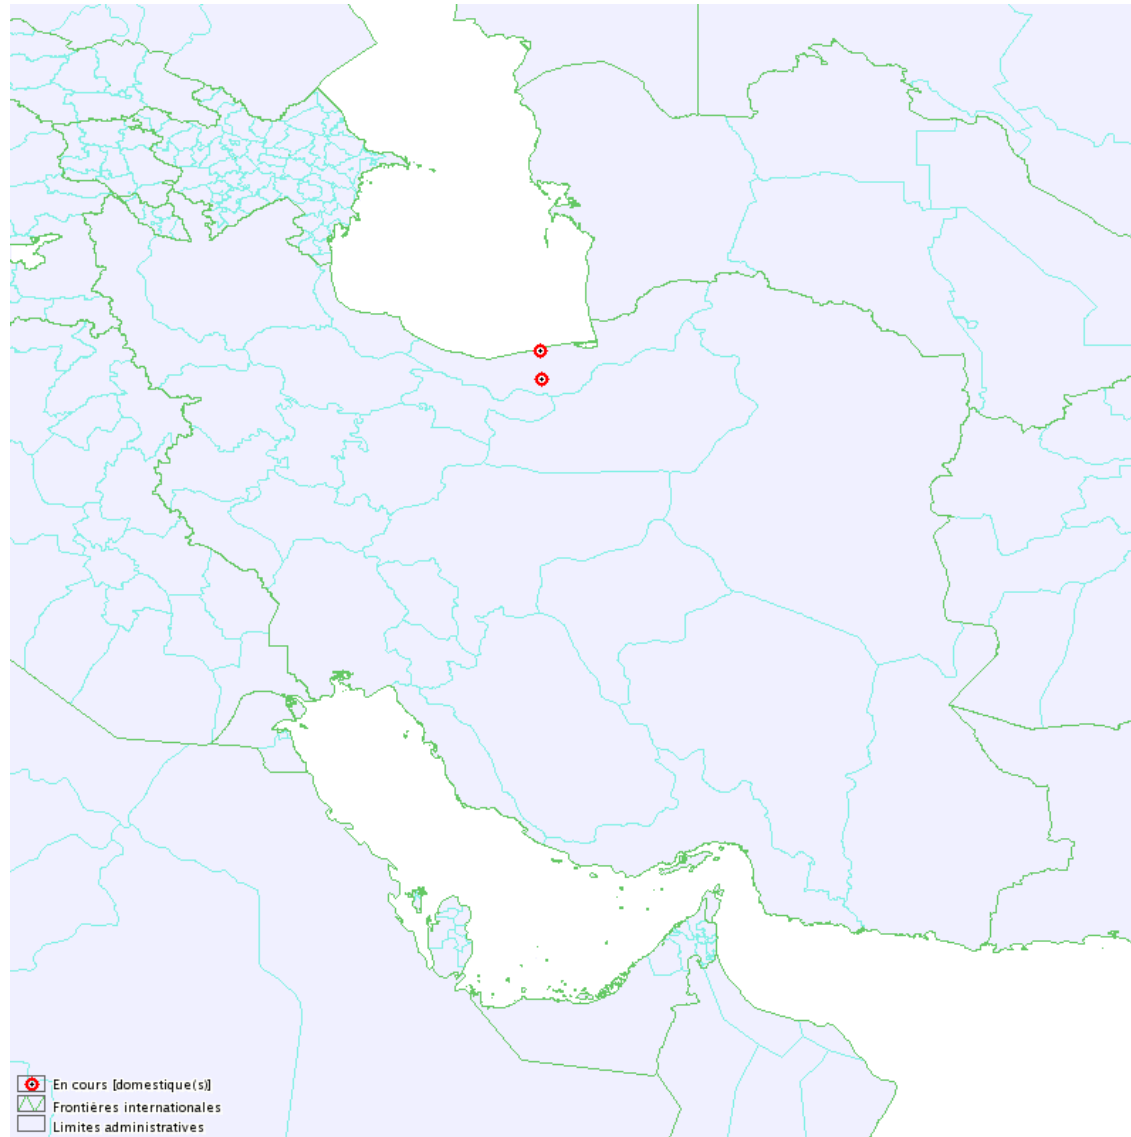 En cours [domestique(s)]
Frontières internationales
Limites administratives